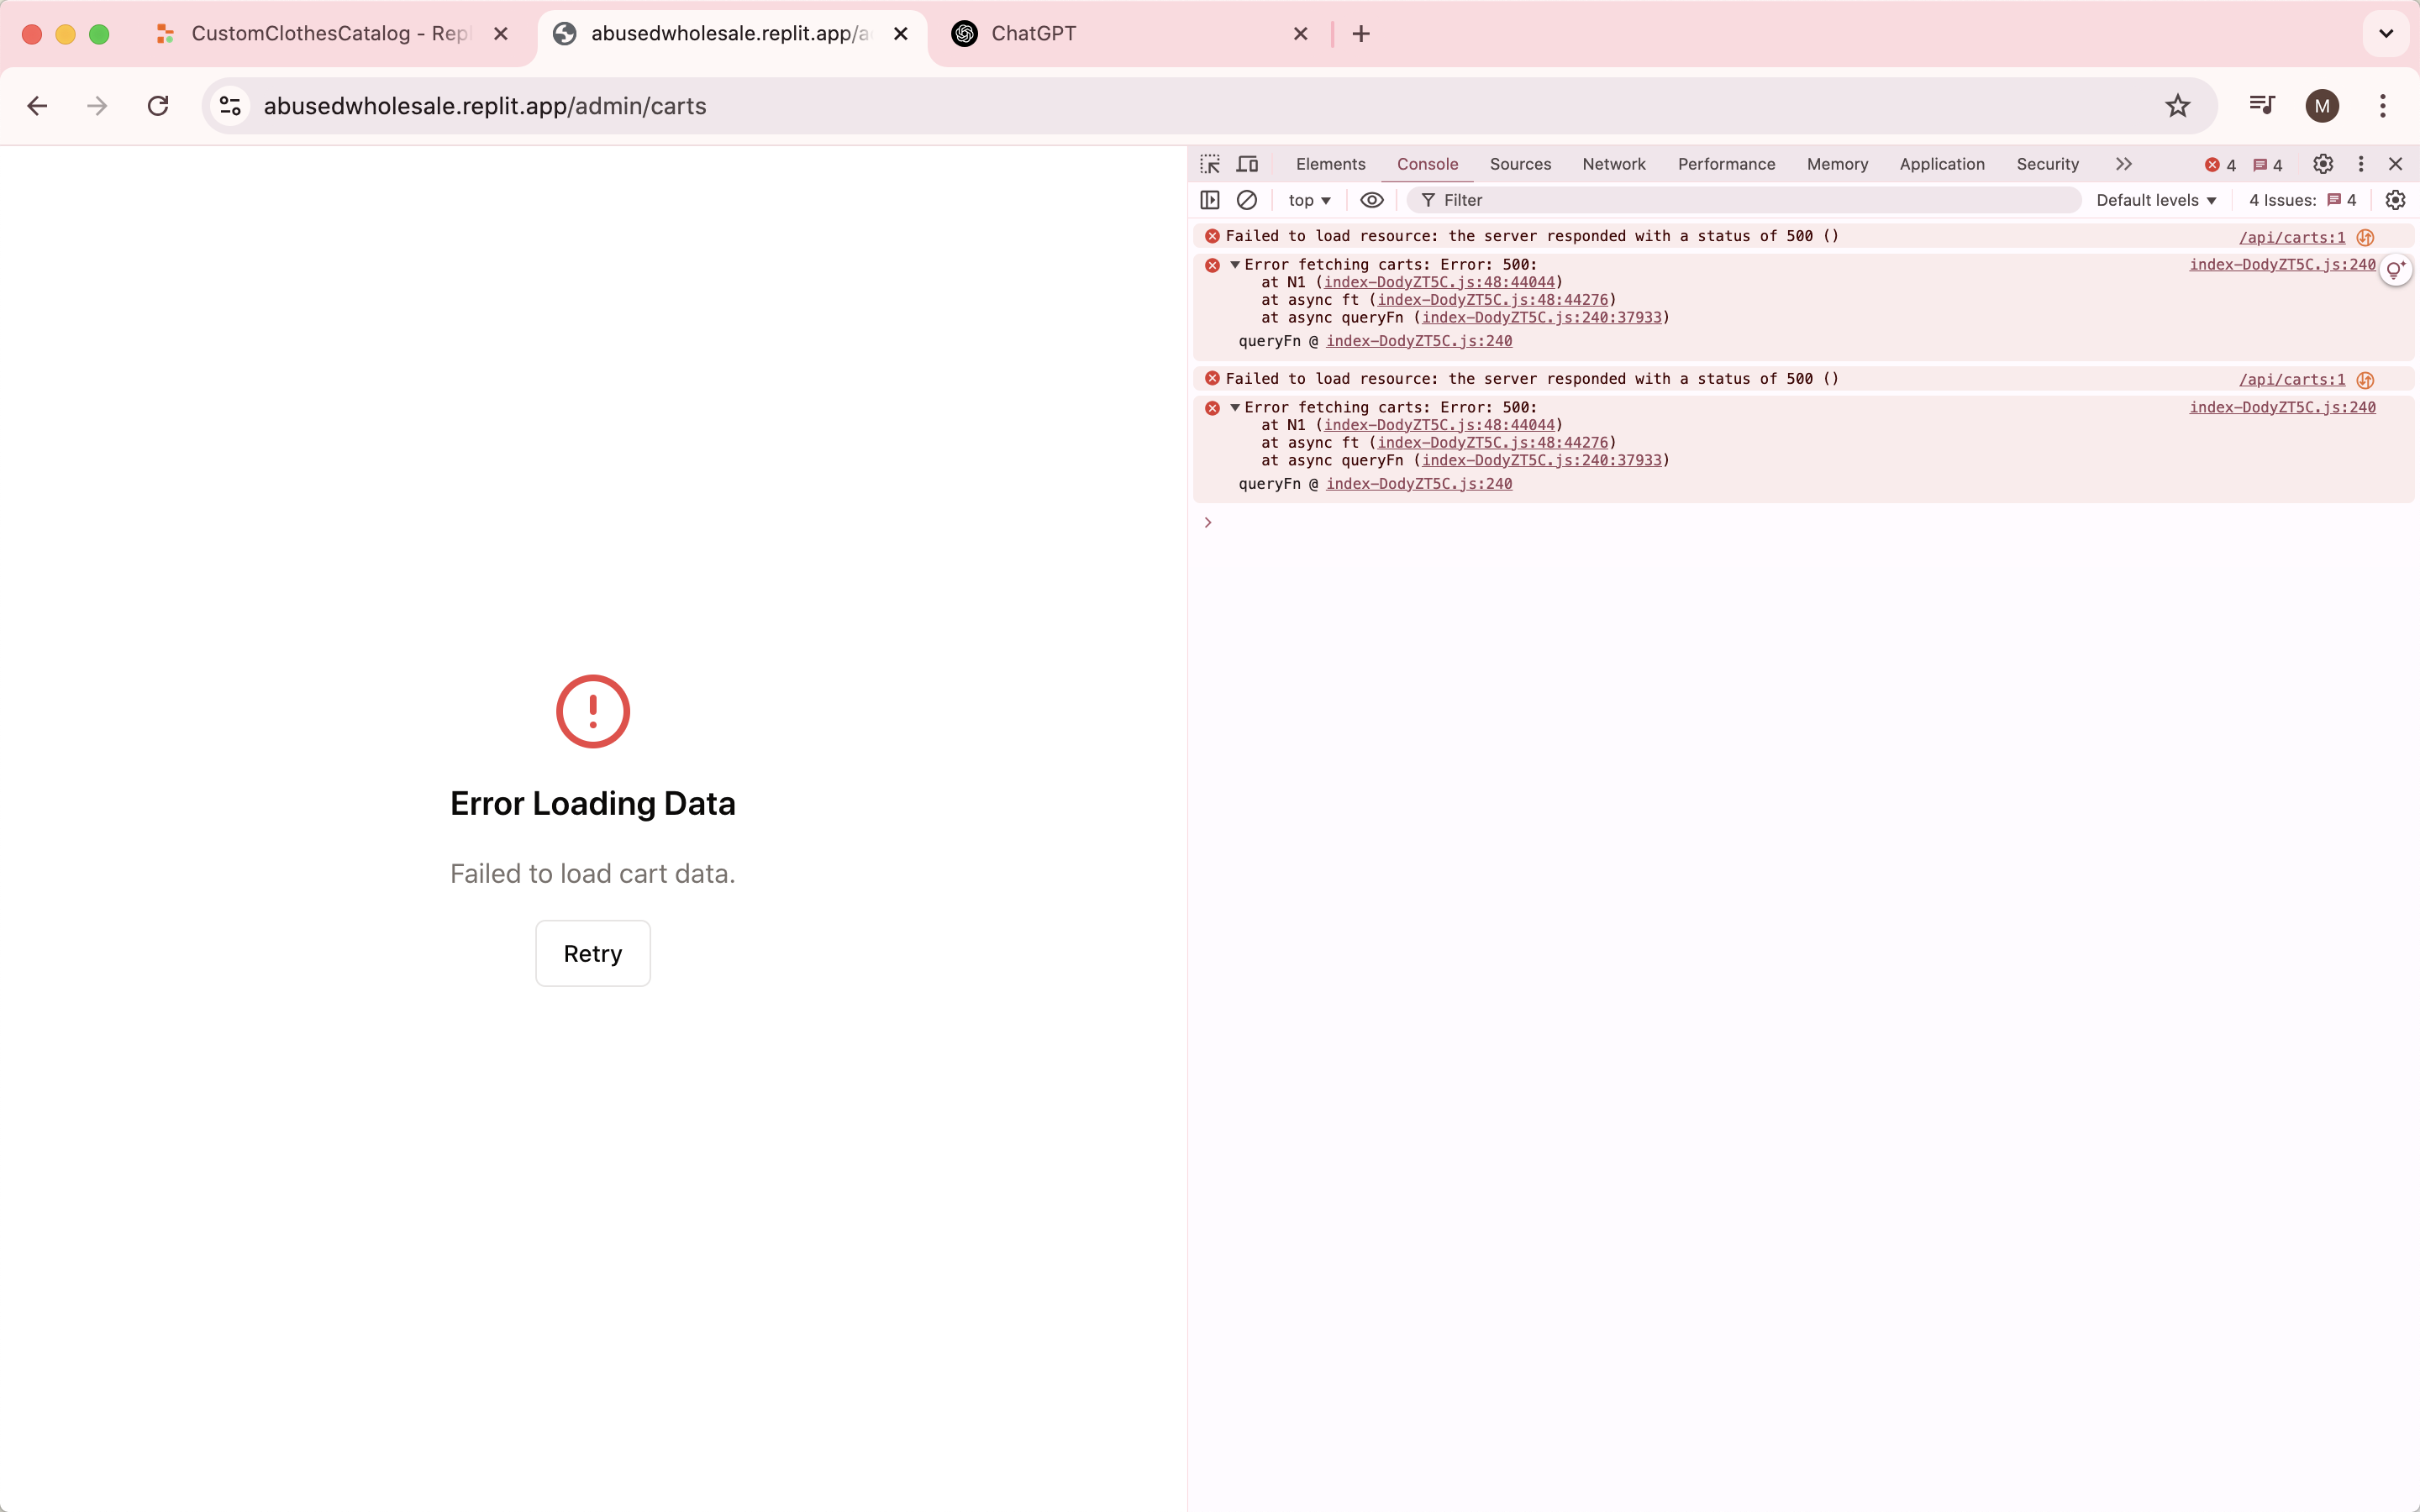 CustomClothesCatalog - Repl
abusedwholesale.replit.app/a
ChatGPT
abusedwholesale.replit.app/admin/carts
M
Elements Console Sources Network Performance Memory Application Security 4 4
top Filter Default levels 4 Issues: 4
Failed to load resource: the server responded with a status of 500 () /api/carts:1
Error fetching carts: Error: 500: index-DodyZT5C.js:240
at N1 (index-DodyZT5C.js:48:44044)
at async ft (index-DodyZT5C.js:48:44276)
at async queryFn (index-DodyZT5C.js:240:37933)
queryFn @ index-DodyZT5C.js:240
Failed to load resource: the server responded with a status of 500 () /api/carts:1
Error fetching carts: Error: 500: index-DodyZT5C.js:240
at N1 (index-DodyZT5C.js:48:44044)
at async ft (index-DodyZT5C.js:48:44276)
at async queryFn (index-DodyZT5C.js:240:37933)
queryFn @ index-DodyZT5C.js:240
Error Loading Data
Failed to load cart data.
Retry